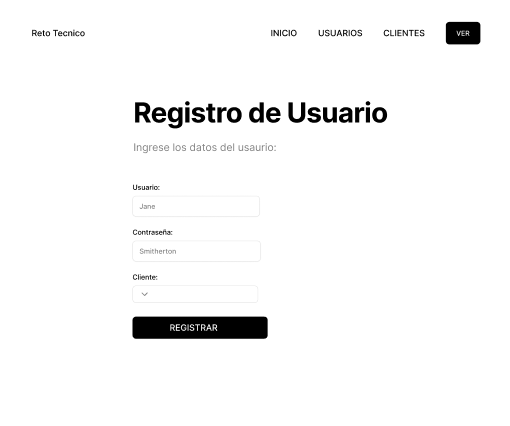 Reto Tecnico
INICIO USUARIOS CLIENTES VER
Registro de Usuario
Ingrese los datos del usaurio:
Usuario:
Jane
Contraseña:
Smitherton
Cliente:
REGISTRAR